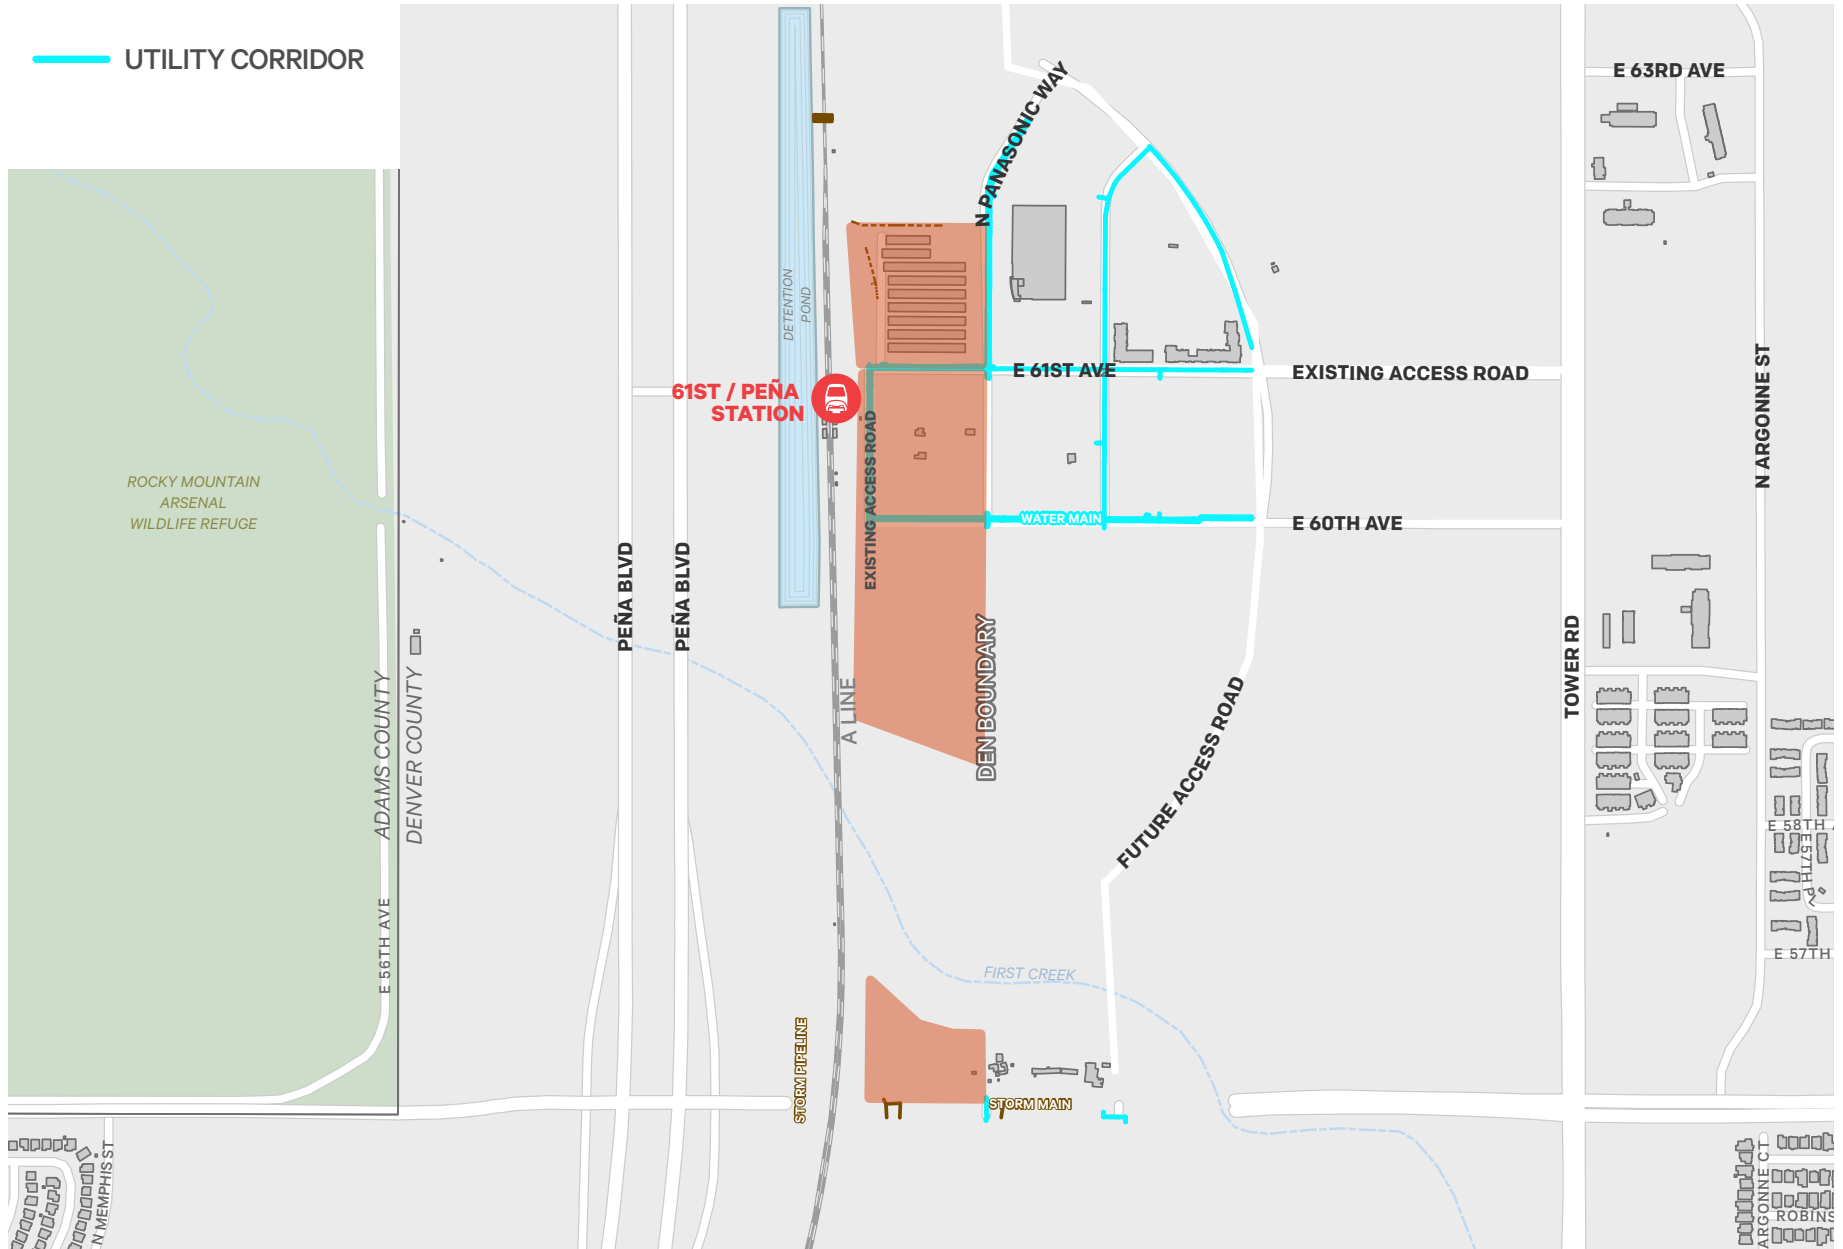 UTILITY CORRIDOR
E 63RD AVE
N PANASONIC WAY
DETENTION
POND
E 61ST AVE
EXISTING ACCESS ROAD
61ST / PEÑA
STATION
N ARGONNE ST
EXISTING ACCESS ROAD
ROCKY MOUNTAIN
ARSENAL
WILDLIFE REFUGE
WATER MAIN
E 60TH AVE
PEÑA BLVD
PEÑA BLVD
TOWER RD
DEN BOUNDARY
A LINE
ADAMS COUNTY
DENVER COUNTY
FUTURE ACCESS ROAD
E 58TH
E 57TH PL
E 56TH AVE
E 57TH
FIRST CREEK
STORM PIPELINE
STORM MAIN
N MEMPHIS ST
ARGONNE CT
ROBINS